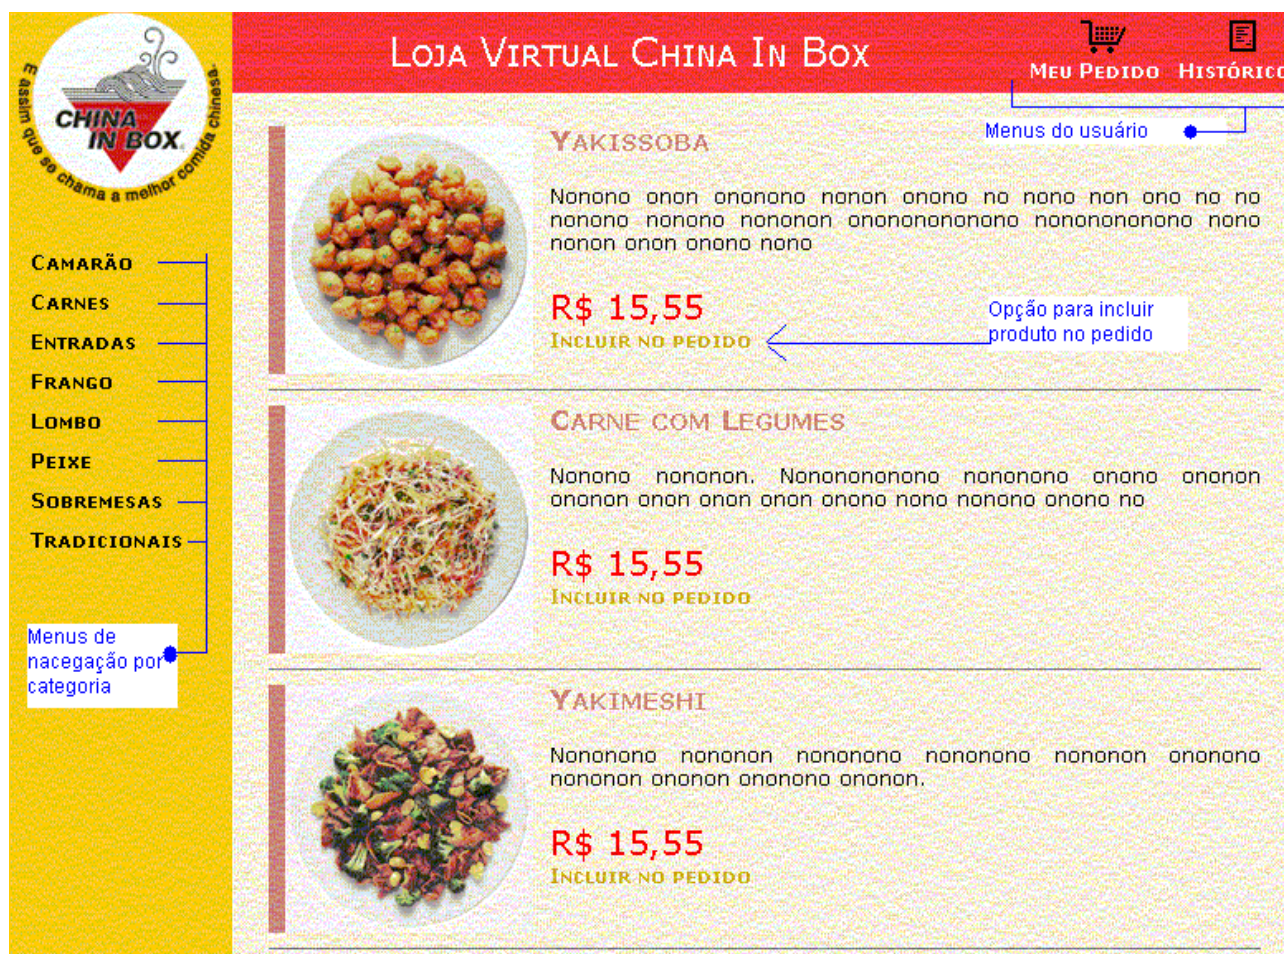 Loja Virtual China In Box
Meu Pedido Histórico
Menus do usuário
CHINA
IN BOX
É assim que se chama a melhor comida chinesa.
Camarão
Carnes
Entradas
Frango
Lombo
Peixe
Sobremesas
Tradicionais
Menus de
nacegação por
categoria
Yakissoba
Nonono onon ononono nonon onono no nono non ono no no
nonono nonono nononon onononononono nonononoono nono
nonon onon onono nono
R$ 15,55
Incluir no pedido
Opção para incluir
produto no pedido
Carne com Legumes
Nonono nononon. Nononononono nononono onono ononon
ononon onon onon onon onono nono nonono onono no
R$ 15,55
Incluir no pedido
Yakimeshi
Nononono nononon nononono nononono nononon ononono
nononon ononon ononono ononon.
R$ 15,55
Incluir no pedido